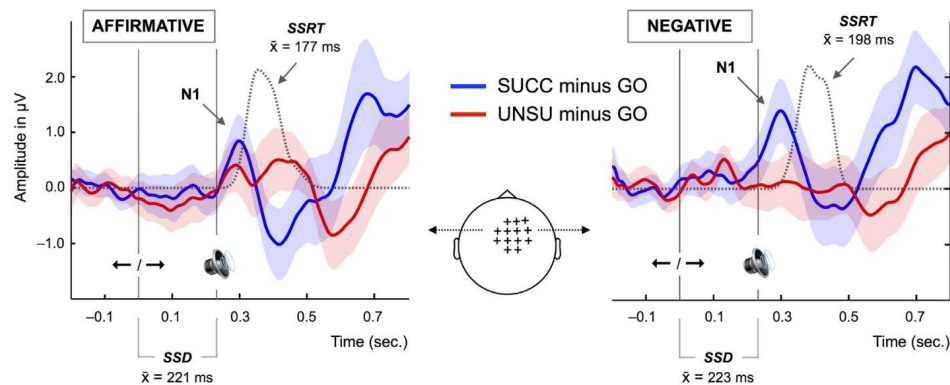 AFFIRMATIVE
SSRT
x̄ = 177 ms
N1
Amplitude in µV
2.0
1.0
0.0
−1.0
/
−0.1
0.1
0.3
0.5
0.7
Time (sec.)
SSD
x̄ = 221 ms
SUCC minus GO
UNSU minus GO
NEGATIVE
SSRT
x̄ = 198 ms
N1
/
−0.1
0.1
0.3
0.5
0.7
Time (sec.)
SSD
x̄ = 223 ms